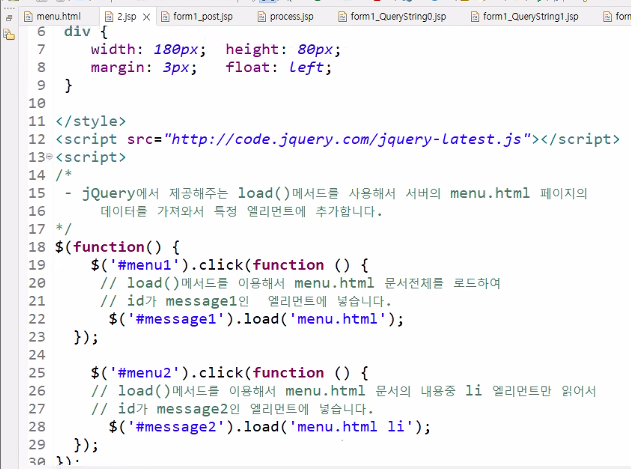 menu.html 2.jsp form1_post.jsp process.jsp form1_QueryString0.jsp form1_QueryString1.jsp form
6 div {
7 width: 180px; height: 80px;
8 margin: 3px; float: left;
9 }
10
11 </style>
12 <script src="http://code.jquery.com/jquery-latest.js"></script>
13 <script>
14 /*
15 - jQuery에서 제공해주는 load()메서드를 사용해서 서버의 menu.html 페이지의
16 데이터를 가져와서 특정 엘리먼트에 추가합니다.
17 */
18 $(function() {
19 $('#menu1').click(function () {
20 // load()메서드를 이용해서 menu.html 문서전체를 로드하여
21 // id가 message1인 엘리먼트에 넣습니다.
22 $('#message1').load('menu.html');
23 });
24
25 $('#menu2').click(function () {
26 // load()메서드를 이용해서 menu.html 문서의 내용중 li 엘리먼트만 읽어서
27 // id가 message2인 엘리먼트에 넣습니다.
28 $('#message2').load('menu.html li');
29 });
30 });